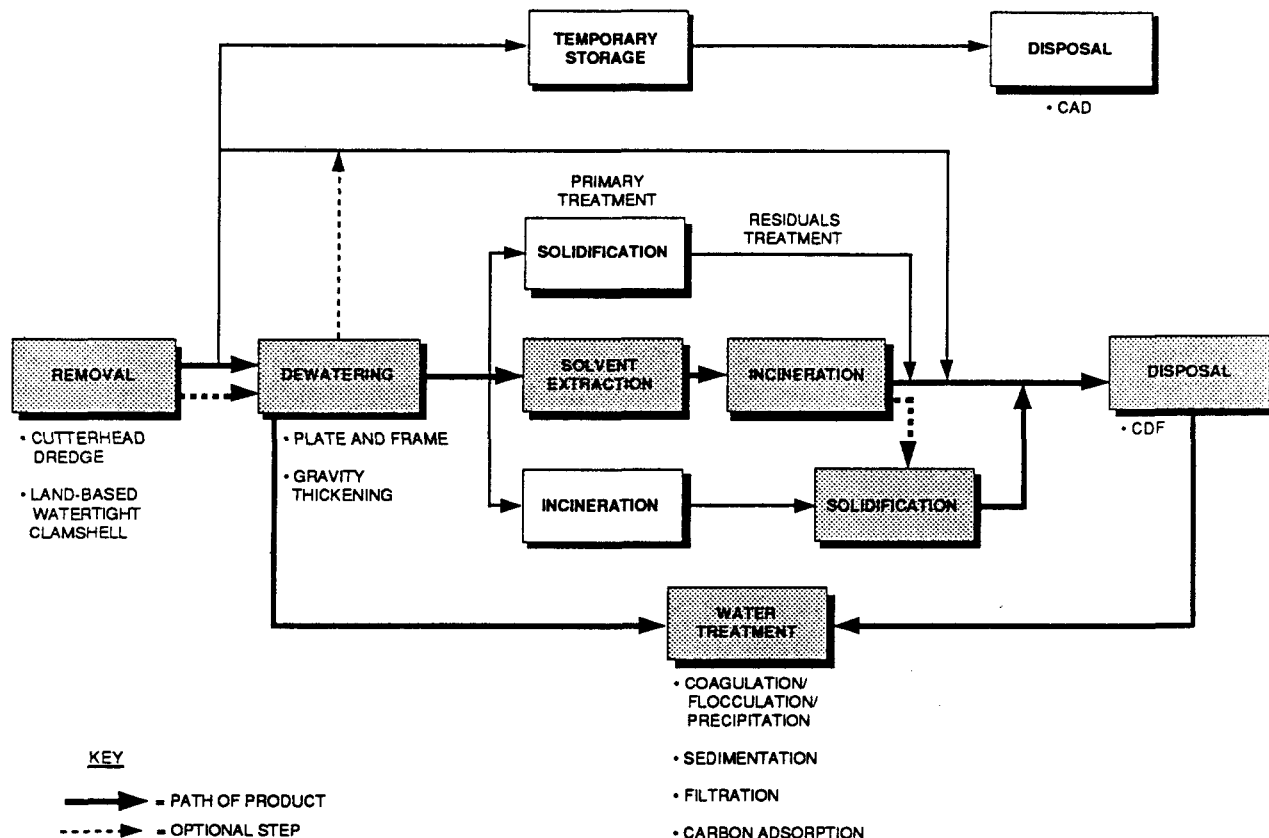 TEMPORARY
STORAGE
DISPOSAL
• CAD
PRIMARY
TREATMENT
SOLIDIFICATION
RESIDUALS
TREATMENT
REMOVAL
• CUTTERHEAD
DREDGE
• LAND-BASED
WATERTIGHT
CLAMSHELL
DEWATERING
• PLATE AND FRAME
• GRAVITY
THICKENING
SOLVENT
EXTRACTION
INCINERATION
DISPOSAL
• CDF
INCINERATION
SOLIDIFICATION
WATER
TREATMENT
• COAGULATION/
FLOCCULATION/
PRECIPITATION
• SEDIMENTATION
• FILTRATION
• CARBON ADSORPTION
KEY
= PATH OF PRODUCT
= OPTIONAL STEP